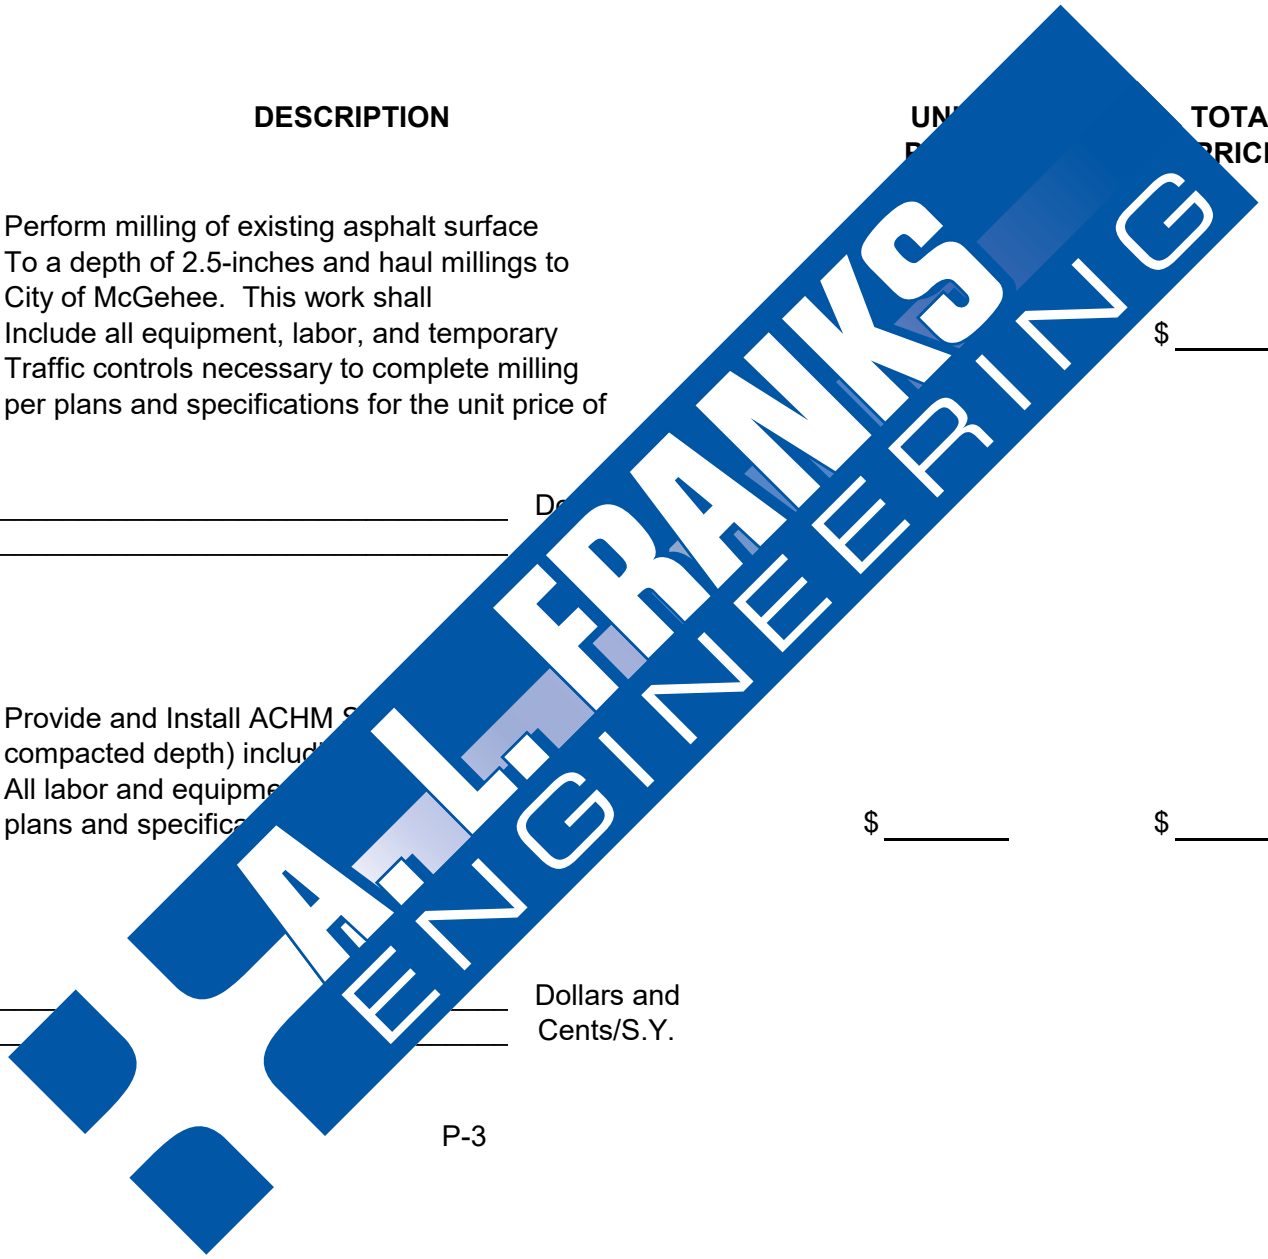 DESCRIPTION
TOTA
PRICE
Perform milling of existing asphalt surface
To a depth of 2.5-inches and haul millings to
City of McGehee. This work shall
Include all equipment, labor, and temporary
$
Traffic controls necessary to complete milling
per plans and specifications for the unit price of
Provide and Install ACHM
compacted depth)
All labor and
plans and
$ $
Dollars and
Cents/S.Y.
P-3
A.L. FRANKS
ENGINEERING